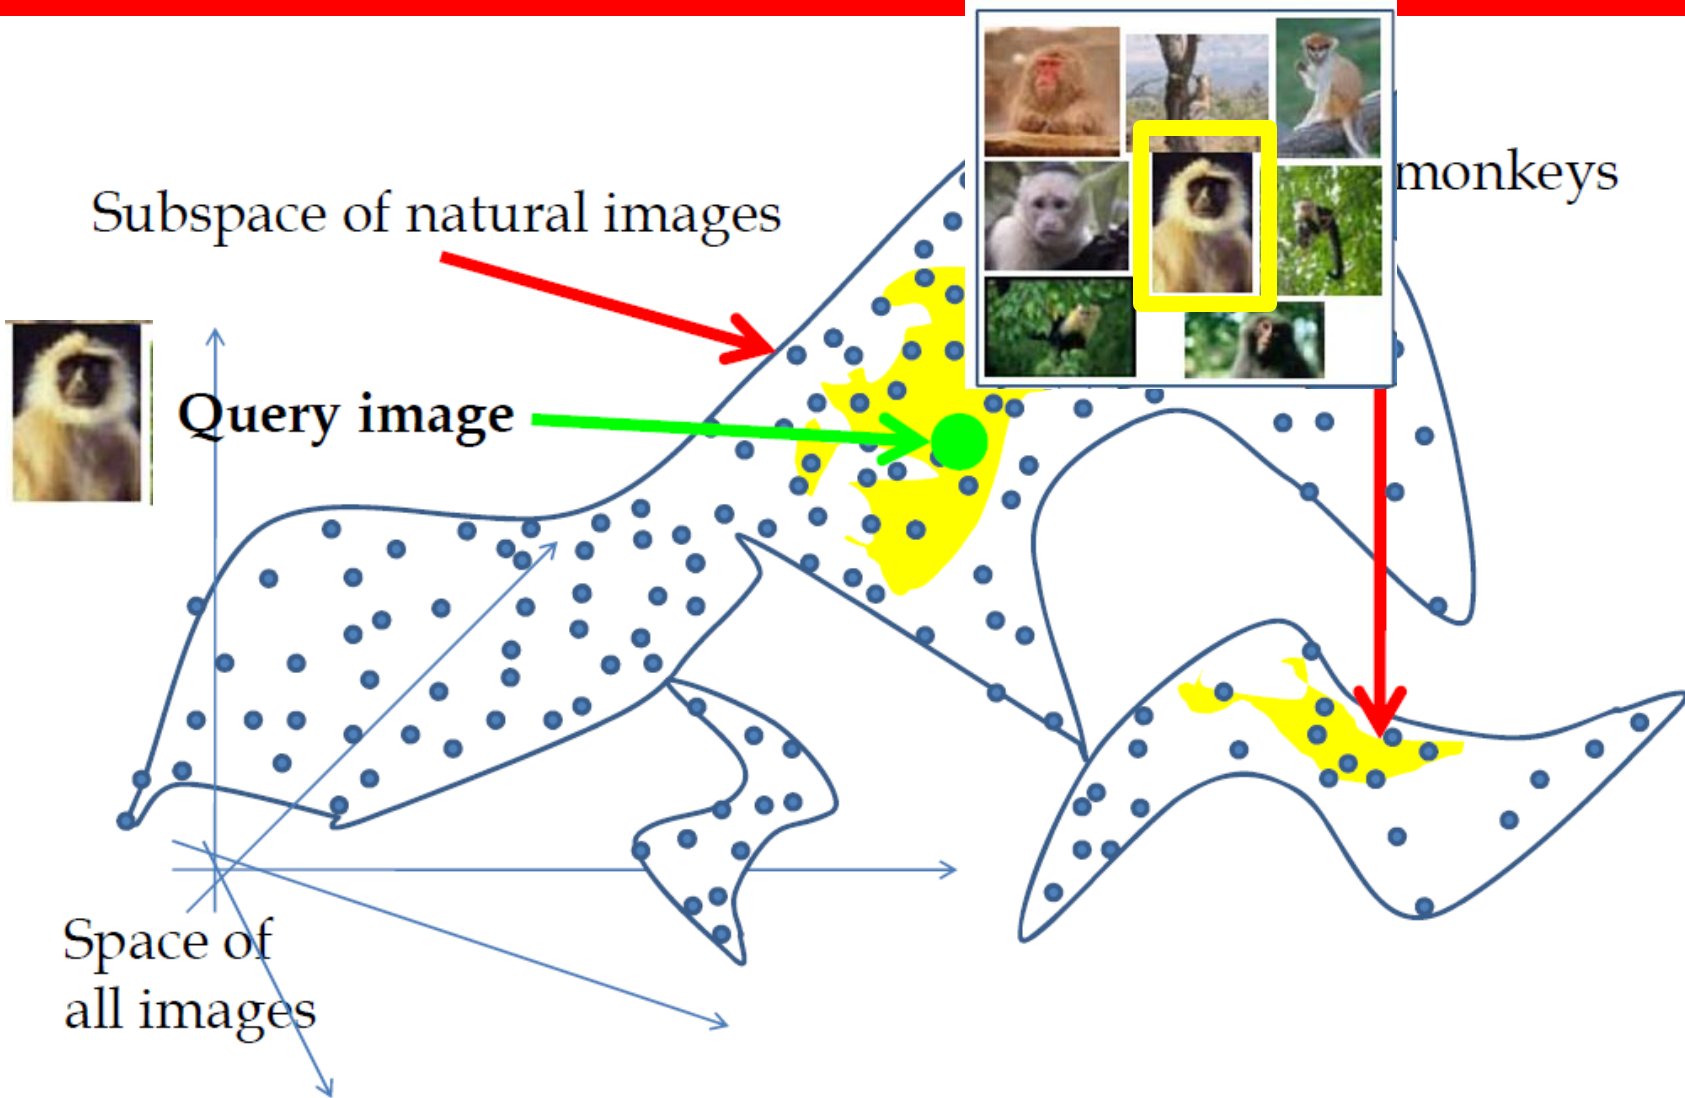 monkeys
Subspace of natural images
Query image
Space of
all images